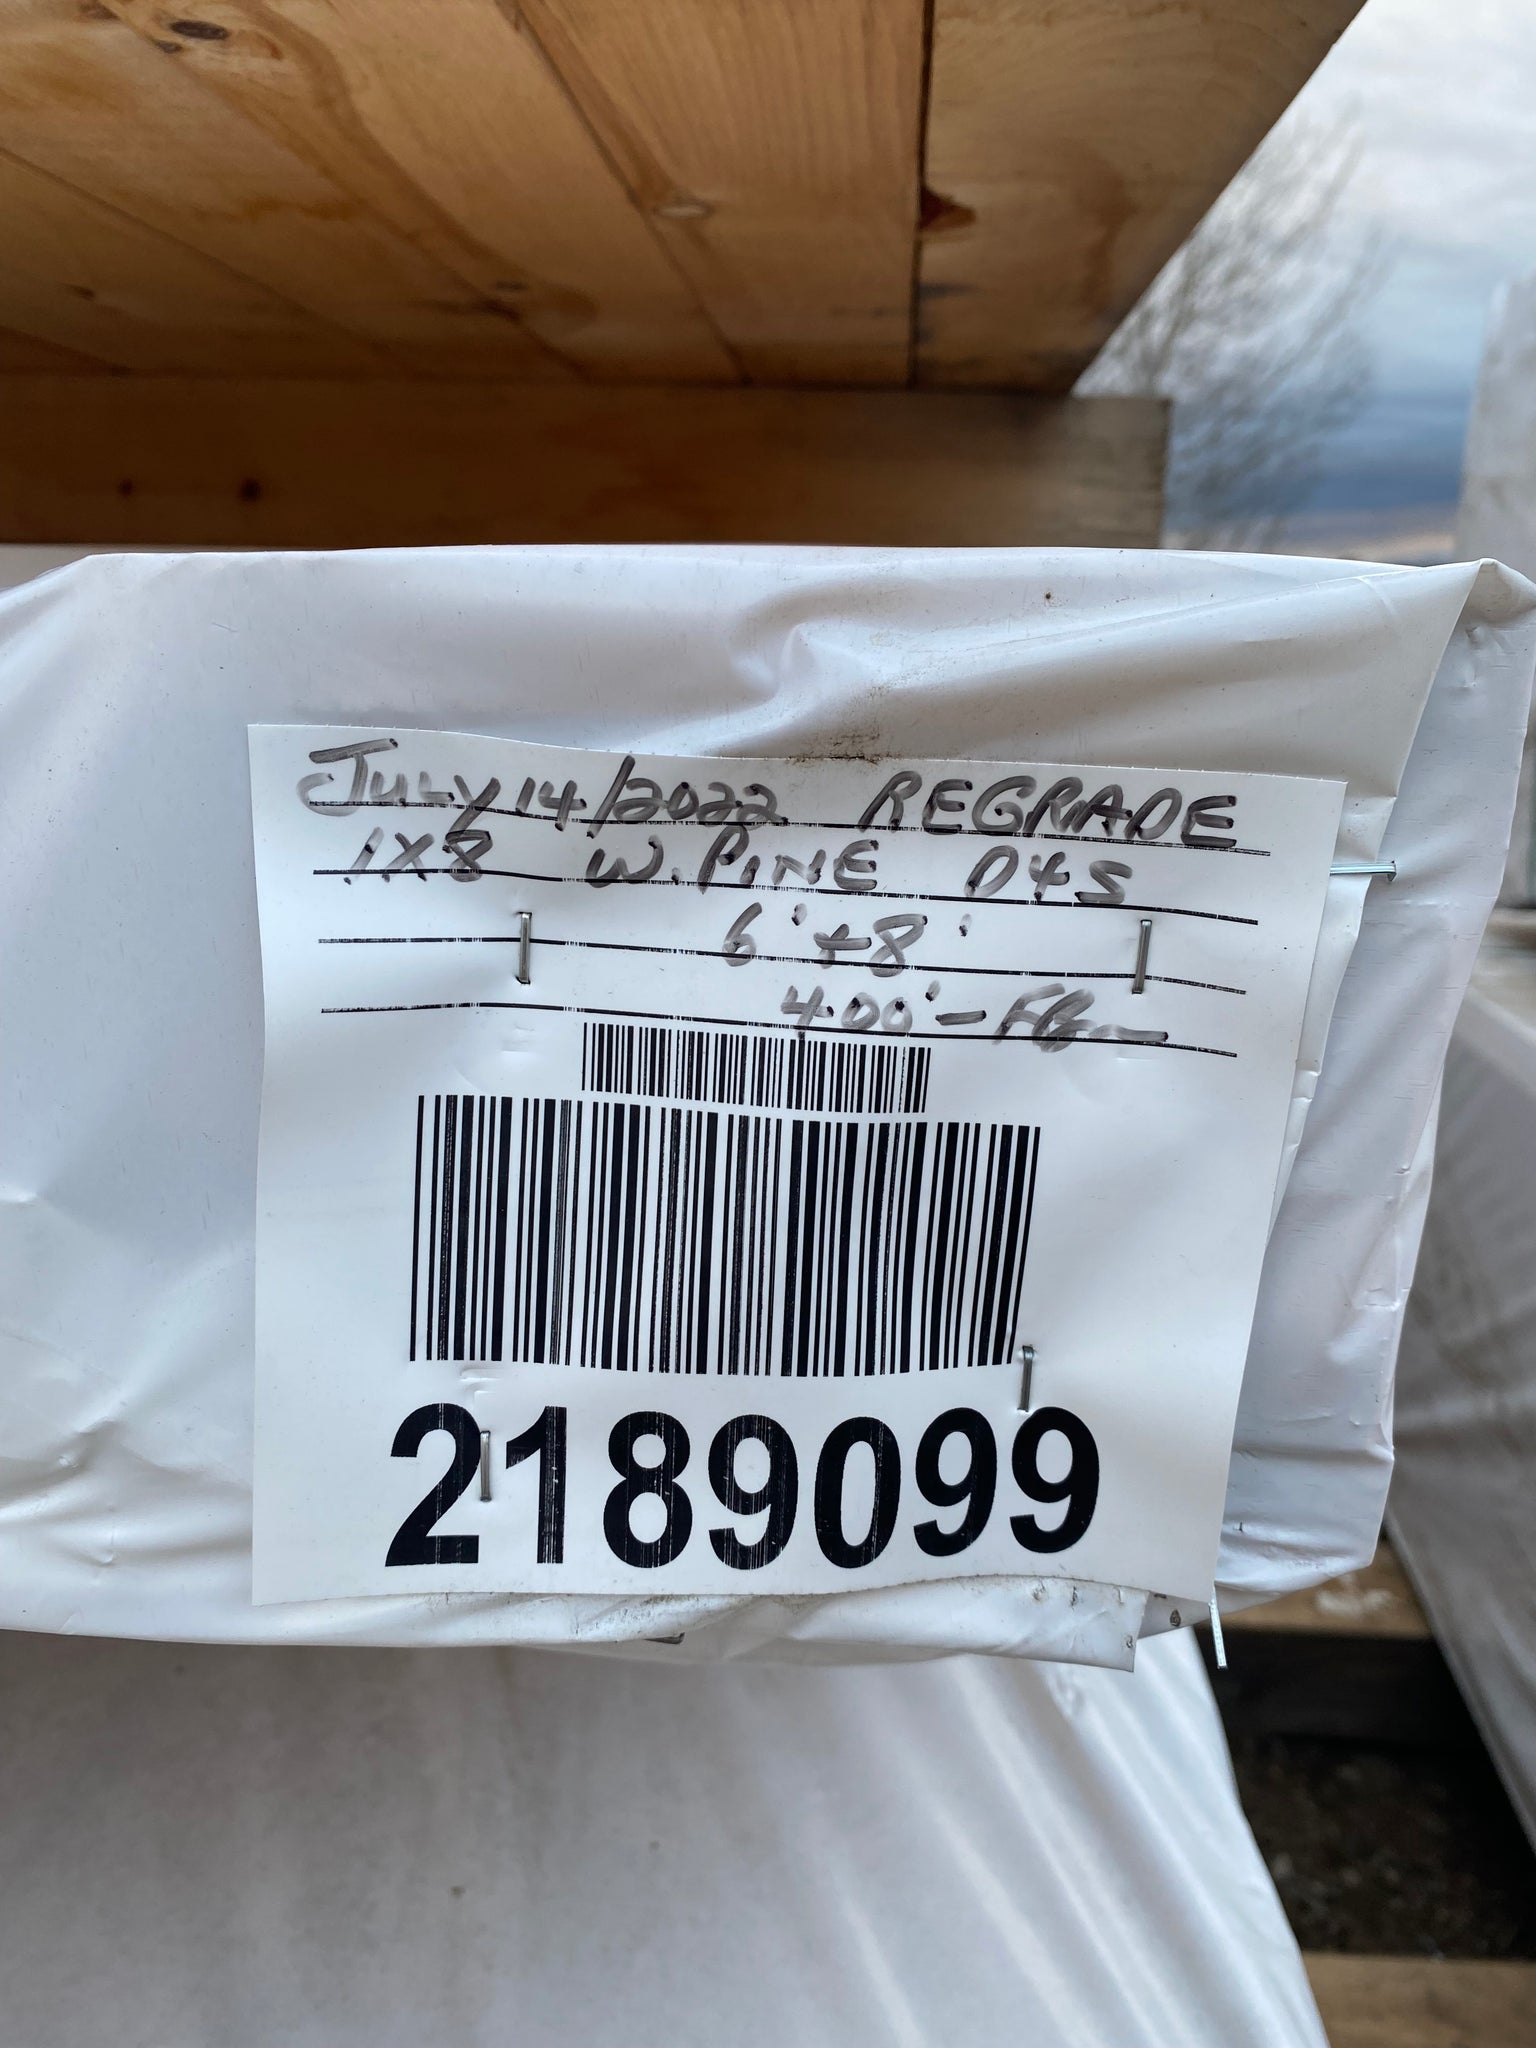 JULY 14/2022 REGRADE
1X8 W. PINE D4S
6' + 8'
400'-FBM
2189099